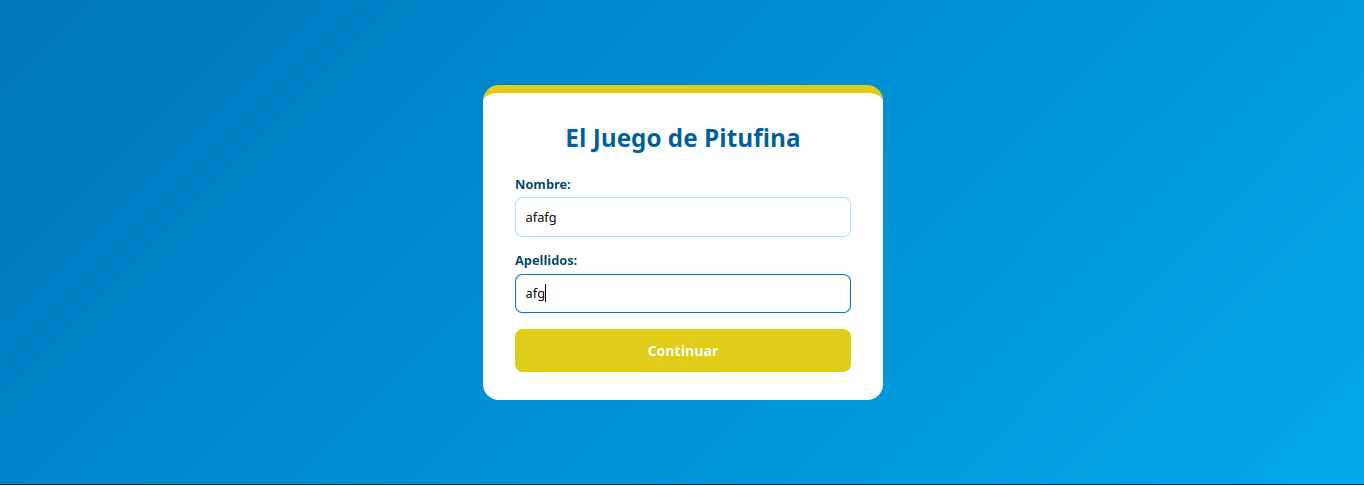 El Juego de Pitufina
Nombre:
afafg
Apellidos:
afg
Continuar